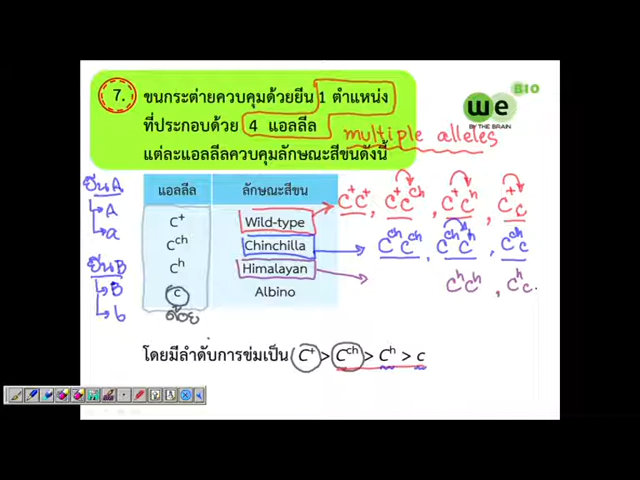 7. ขนกระต่ายควบคุมด้วยยีน 1 ตำแหน่ง
ที่ประกอบด้วย 4 แอลลีล
multiple alleles
แต่ละแอลลีลควบคุมลักษณะสีขนดังนี้
BIO
we
BY THE BRAIN
แอลลีล ลักษณะสีขน
C+ Wild-type
Cch Chinchilla
Ch Himalayan
c Albino
ด้อย
ยีน A
A
a
ยีน B
B
b
C+C+, C+Cch, C+Ch, C+c
CchCch, CchCh, Cchc
ChCh, Chc.
โดยมีลำดับการข่มเป็น C+ > Cch > Ch > c